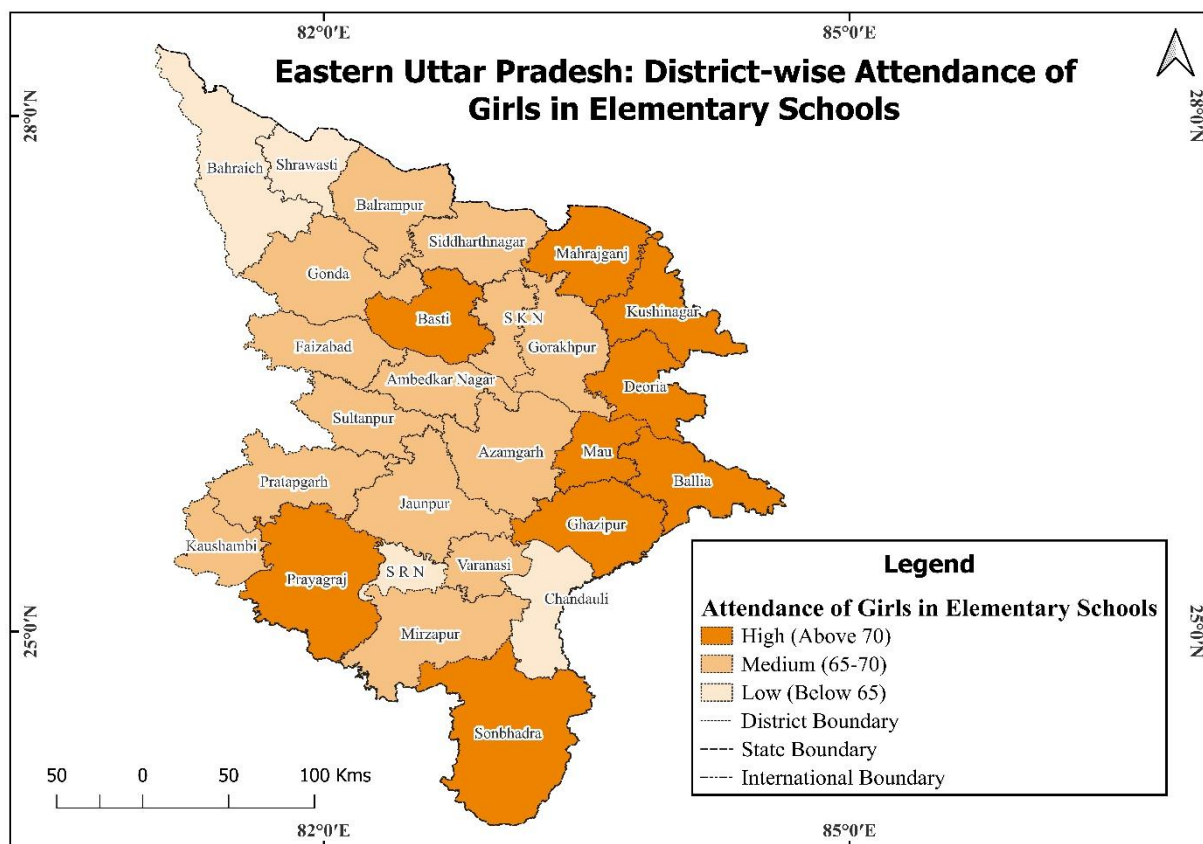 82°0'E
85°0'E
Eastern Uttar Pradesh: District-wise Attendance of
Girls in Elementary Schools
28°0'N
28°0'N
Bahraich
Shrawasti
Balrampur
Siddharthnagar
Mahrajganj
Gonda
Kushinagar
Basti
S K N
Gorakhpur
Faizabad
Ambedkar Nagar
Deoria
Sultanpur
Azamgarh
Mau
Ballia
Pratapgarh
Jaunpur
Ghazipur
Kaushambi
Prayagraj
S R N
Varanasi
Chandauli
Mirzapur
Sonbhadra
25°0'N
25°0'N
Legend
Attendance of Girls in Elementary Schools
High (Above 70)
Medium (65-70)
Low (Below 65)
District Boundary
State Boundary
International Boundary
50 0 50 100 Kms
82°0'E
85°0'E